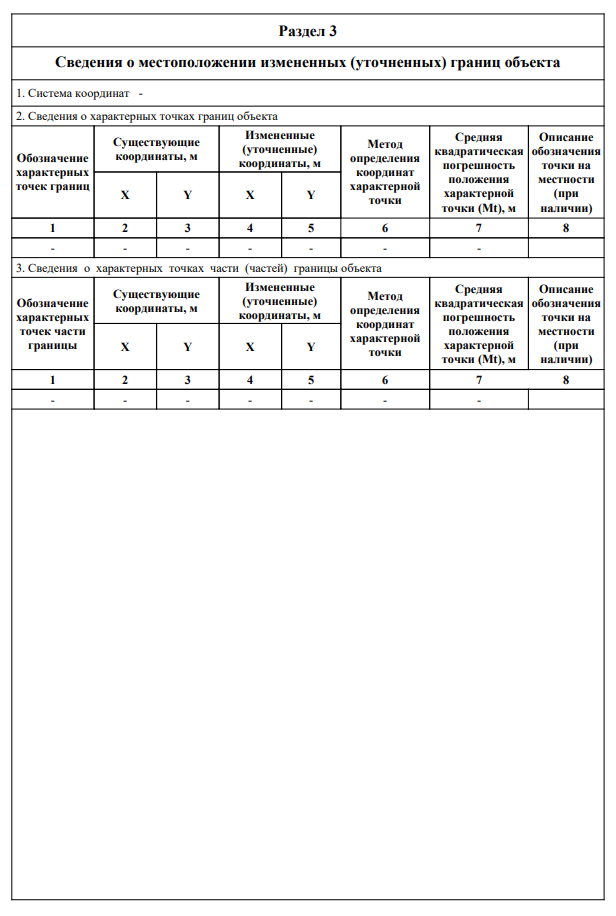 Раздел 3
Сведения о местоположении измененных (уточненных) границ объекта
1. Система координат -
2. Сведения о характерных точках границ объекта
Обозначение характерных точек границ
Существующие координаты, м
Измененные (уточненные) координаты, м
Метод определения координат характерной точки
Средняя квадратическая погрешность положения характерной точки (Mt), м
Описание обозначения точки на местности (при наличии)
X Y X Y
1 2 3 4 5 6 7 8
- - - - - - -
3. Сведения о характерных точках части (частей) границы объекта
Обозначение характерных точек части границы
Существующие координаты, м
Измененные (уточненные) координаты, м
Метод определения координат характерной точки
Средняя квадратическая погрешность положения характерной точки (Mt), м
Описание обозначения точки на местности (при наличии)
X Y X Y
1 2 3 4 5 6 7 8
- - - - - - -